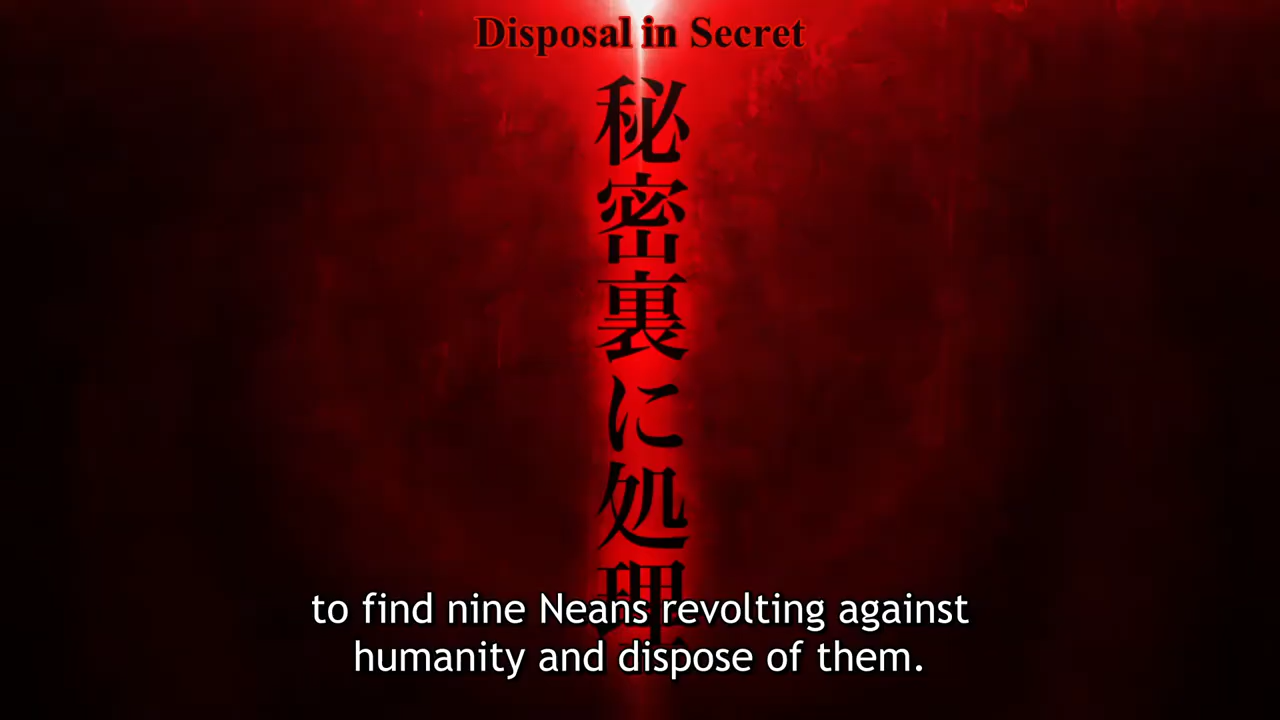 Disposal in Secret
秘密裏に処理
to find nine Neans revolting against
humanity and dispose of them.